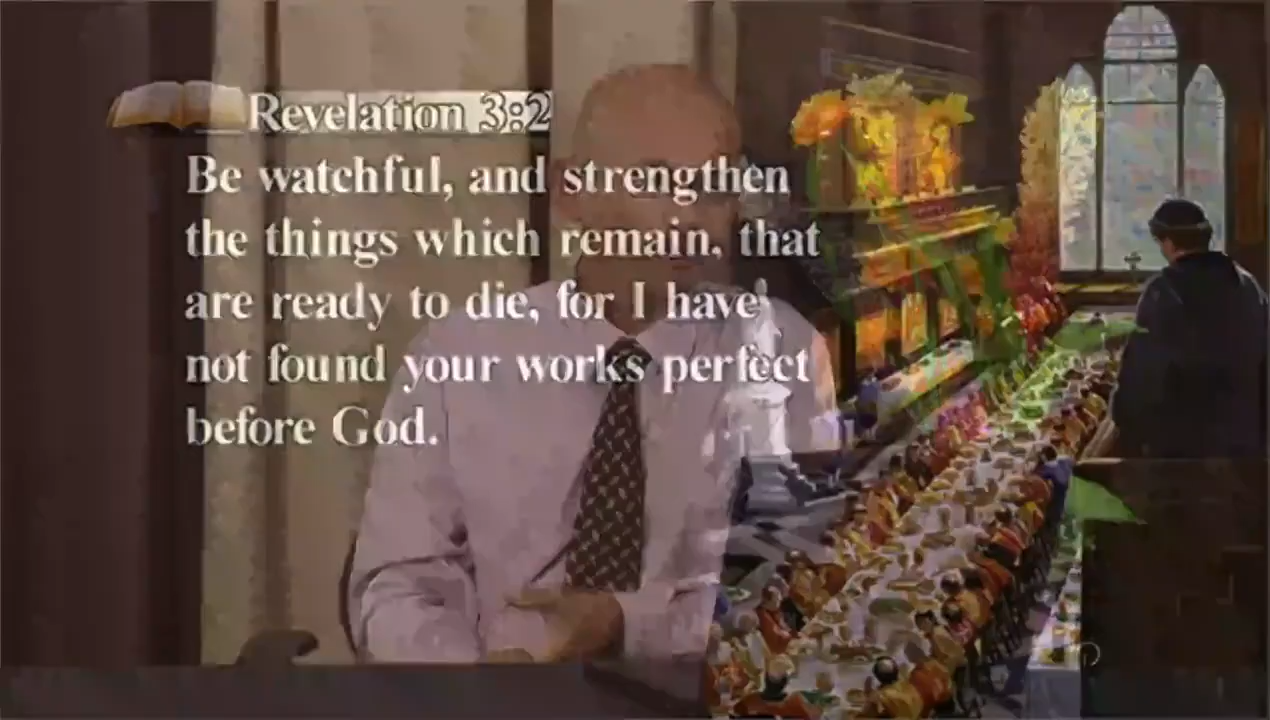 Revelation 3:2
Be watchful, and strengthen
the things which remain, that
are ready to die, for I have
not found your works perfect
before God.